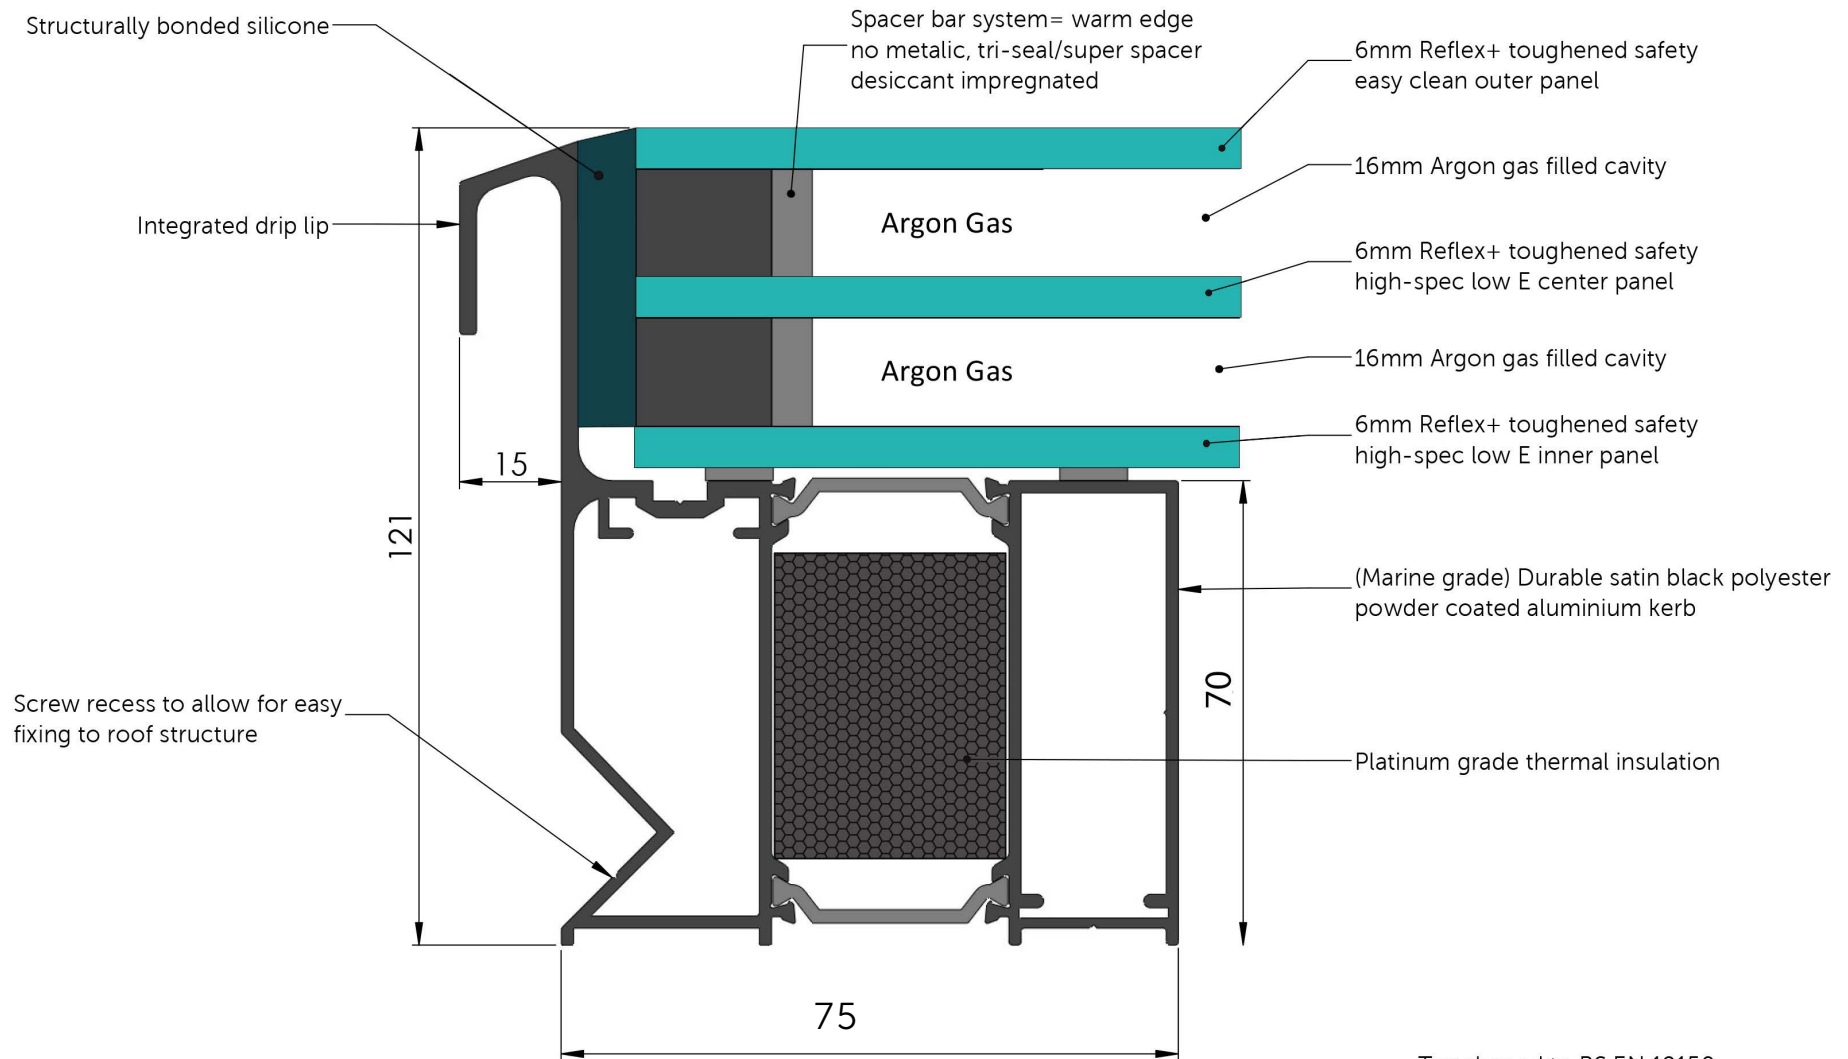 Structurally bonded silicone
Spacer bar system= warm edge
no metalic, tri-seal/super spacer
desiccant impregnated
6mm Reflex+ toughened safety
easy clean outer panel
16mm Argon gas filled cavity
Argon Gas
Integrated drip lip
6mm Reflex+ toughened safety
high-spec low E center panel
16mm Argon gas filled cavity
Argon Gas
6mm Reflex+ toughened safety
high-spec low E inner panel
15
121
(Marine grade) Durable satin black polyester
powder coated aluminium kerb
70
Screw recess to allow for easy
fixing to roof structure
Platinum grade thermal insulation
75
BS EN 12150